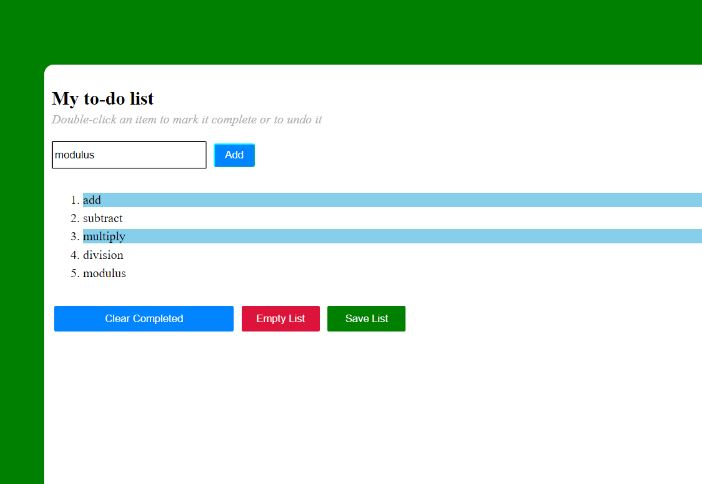 My to-do list
Double-click an item to mark it complete or to undo it
modulus Add
1. add
2. subtract
3. multiply
4. division
5. modulus
Clear Completed Empty List Save List